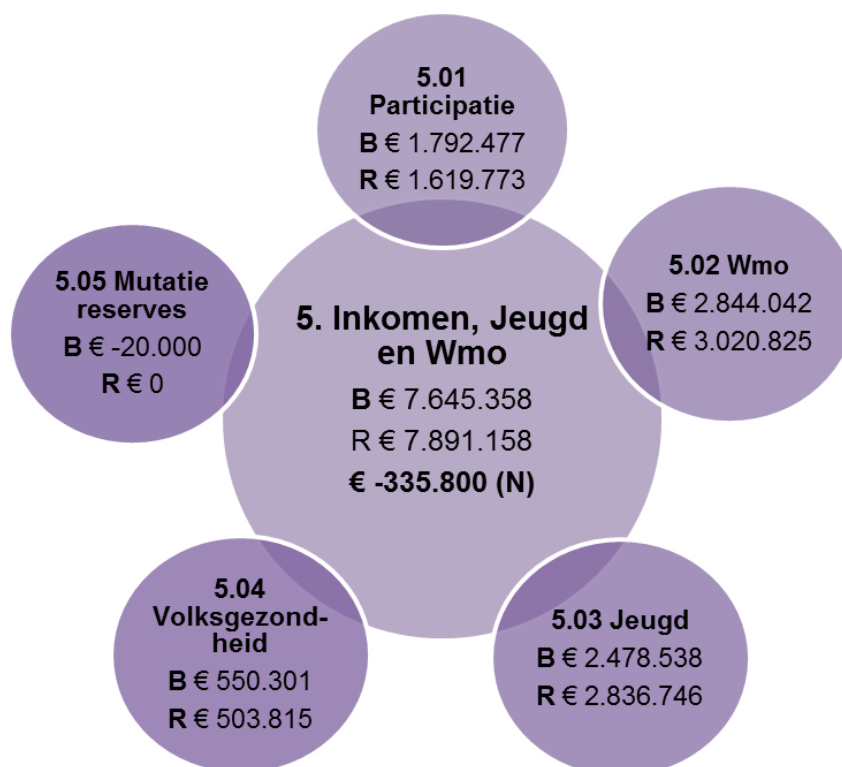 5.01
Participatie
B € 1.792.477
R € 1.619.773
5.02 Wmo
B € 2.844.042
R € 3.020.825
5.05 Mutatie
reserves
B € -20.000
R € 0
5. Inkomen, Jeugd
en Wmo
B € 7.645.358
R € 7.891.158
€ -335.800 (N)
5.04
Volksgezond-
heid
B € 550.301
R € 503.815
5.03 Jeugd
B € 2.478.538
R € 2.836.746